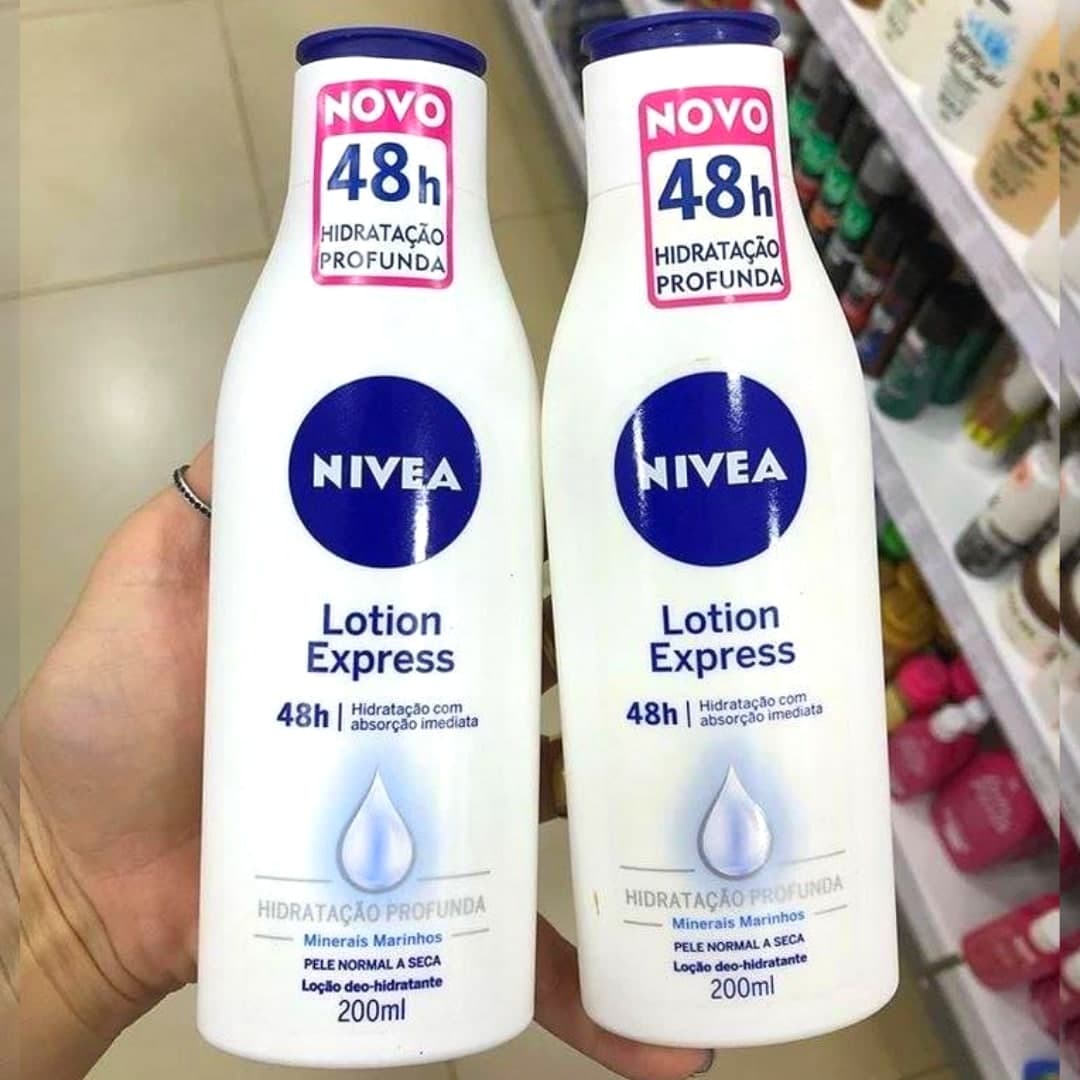 NOVO
48h
HIDRATAÇÃO
PROFUNDA
NIVEA
Lotion
Express
48h | Hidratação com
absorção imediata
HIDRATAÇÃO PROFUNDA
Minerais Marinhos
PELE NORMAL A SECA
Loção deo-hidratante
200ml
NOVO
48h
HIDRATAÇÃO
PROFUNDA
NIVEA
Lotion
Express
48h | Hidratação com
absorção imediata
HIDRATAÇÃO PROFUNDA
Minerais Marinhos
PELE NORMAL A SECA
Loção deo-hidratante
200ml